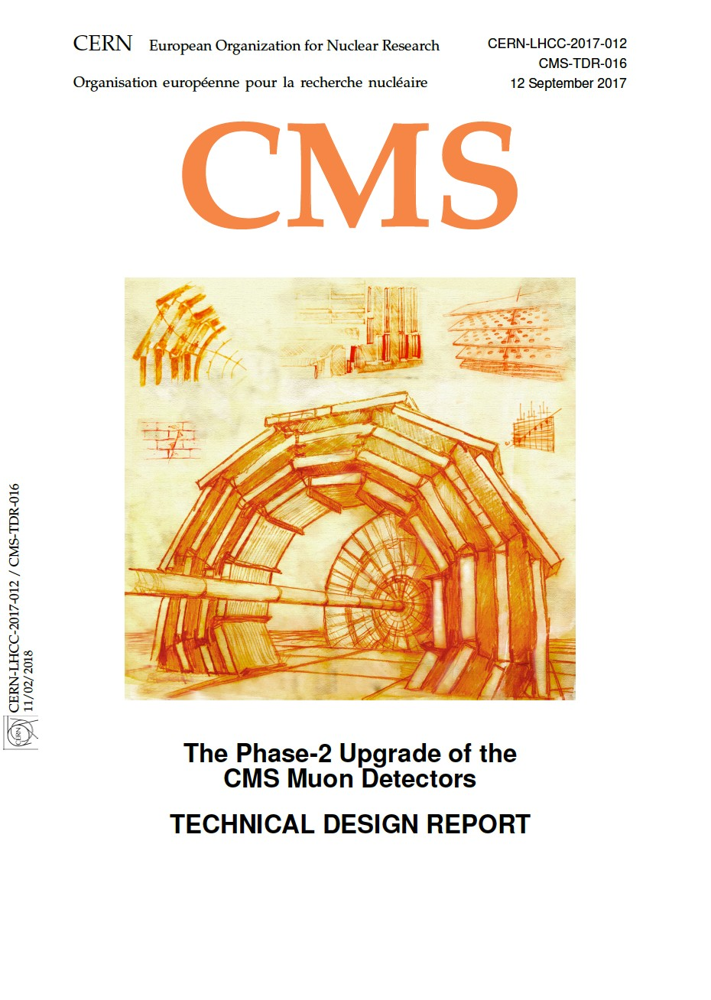 CERN European Organization for Nuclear Research
Organisation européenne pour la recherche nucléaire
CERN-LHCC-2017-012
CMS-TDR-016
12 September 2017
CMS
The Phase-2 Upgrade of the
CMS Muon Detectors
TECHNICAL DESIGN REPORT
CERN-LHCC-2017-012 / CMS-TDR-016
11/02/2018
CERN